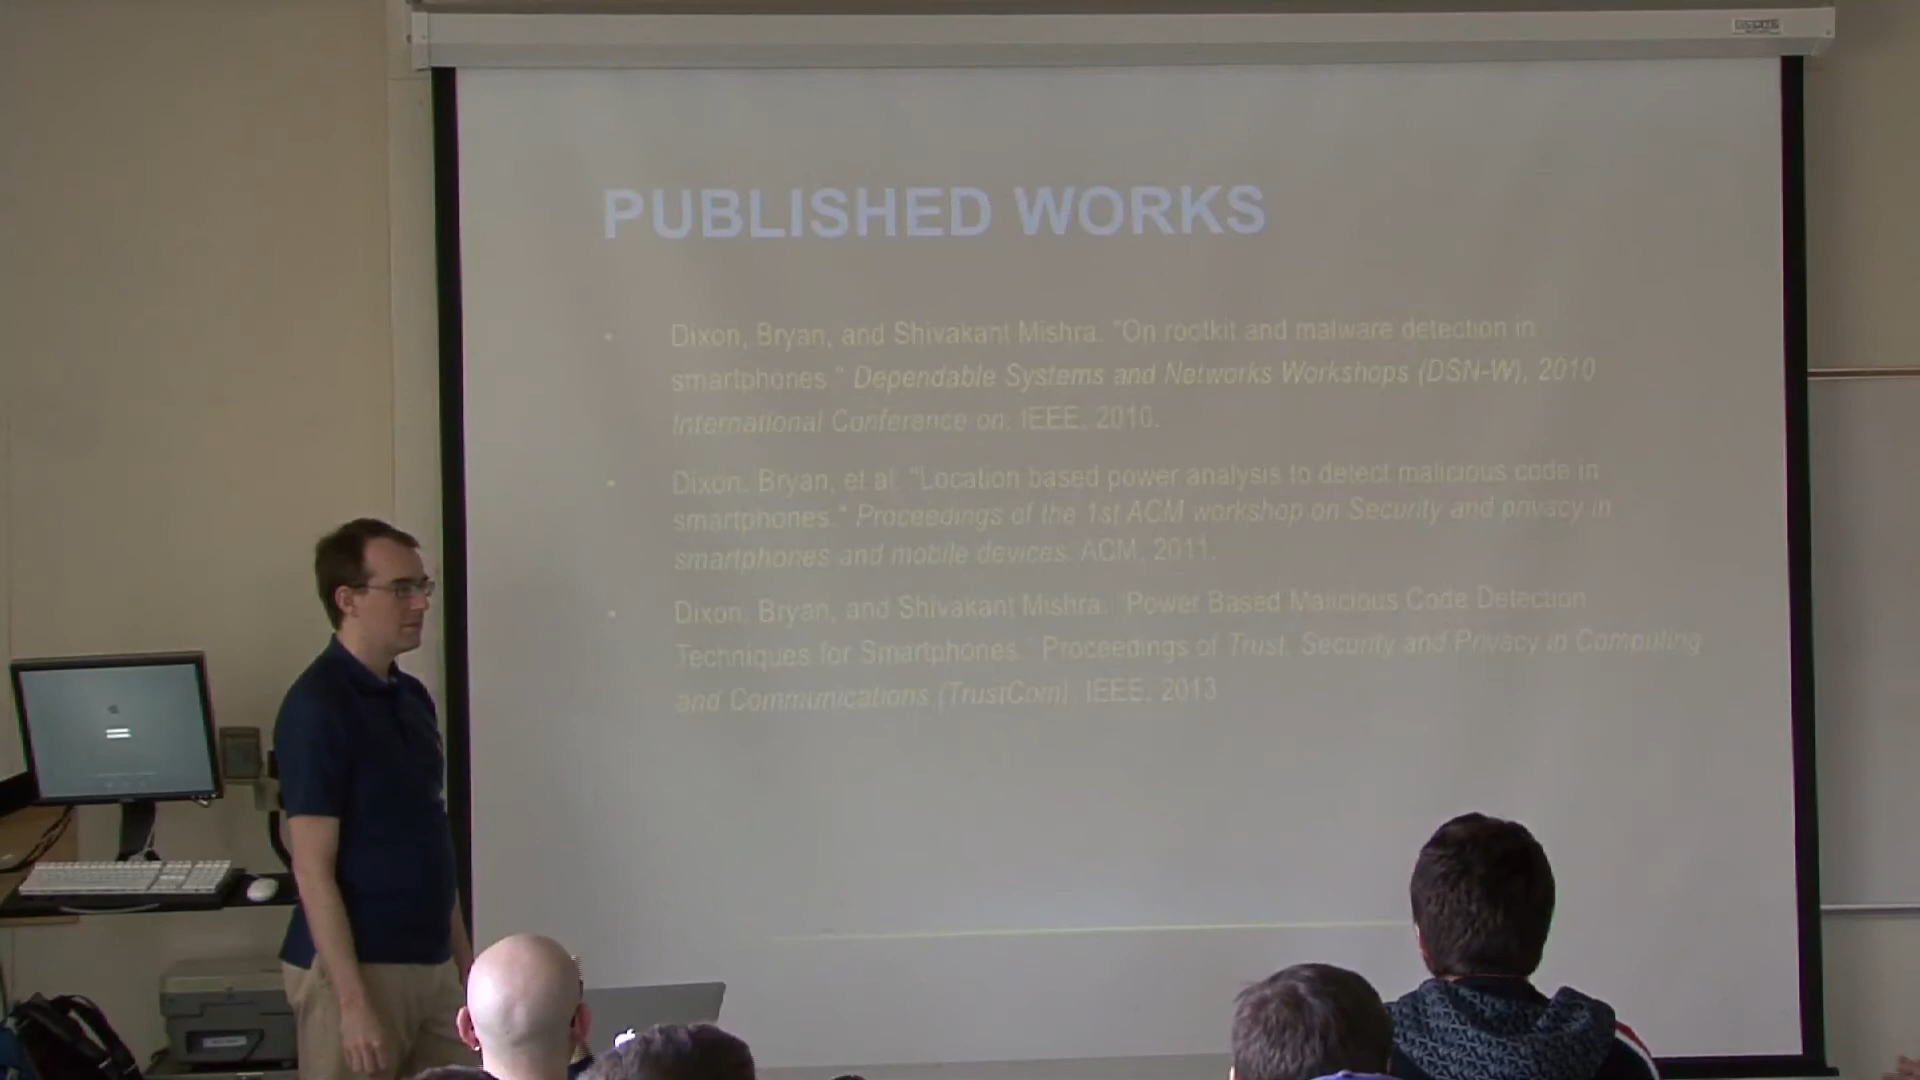 PUBLISHED WORKS
• Dixon, Bryan, and Shivakant Mishra. "On rootkit and malware detection in
smartphones." Dependable Systems and Networks Workshops (DSN-W), 2010
International Conference on. IEEE, 2010.
• Dixon, Bryan, et al. "Location based power analysis to detect malicious code in
smartphones." Proceedings of the 1st ACM workshop on Security and privacy in
smartphones and mobile devices. ACM, 2011.
• Dixon, Bryan, and Shivakant Mishra. "Power Based Malicious Code Detection
Techniques for Smartphones." Proceedings of Trust, Security and Privacy in Computing
and Communications (TrustCom). IEEE, 2013